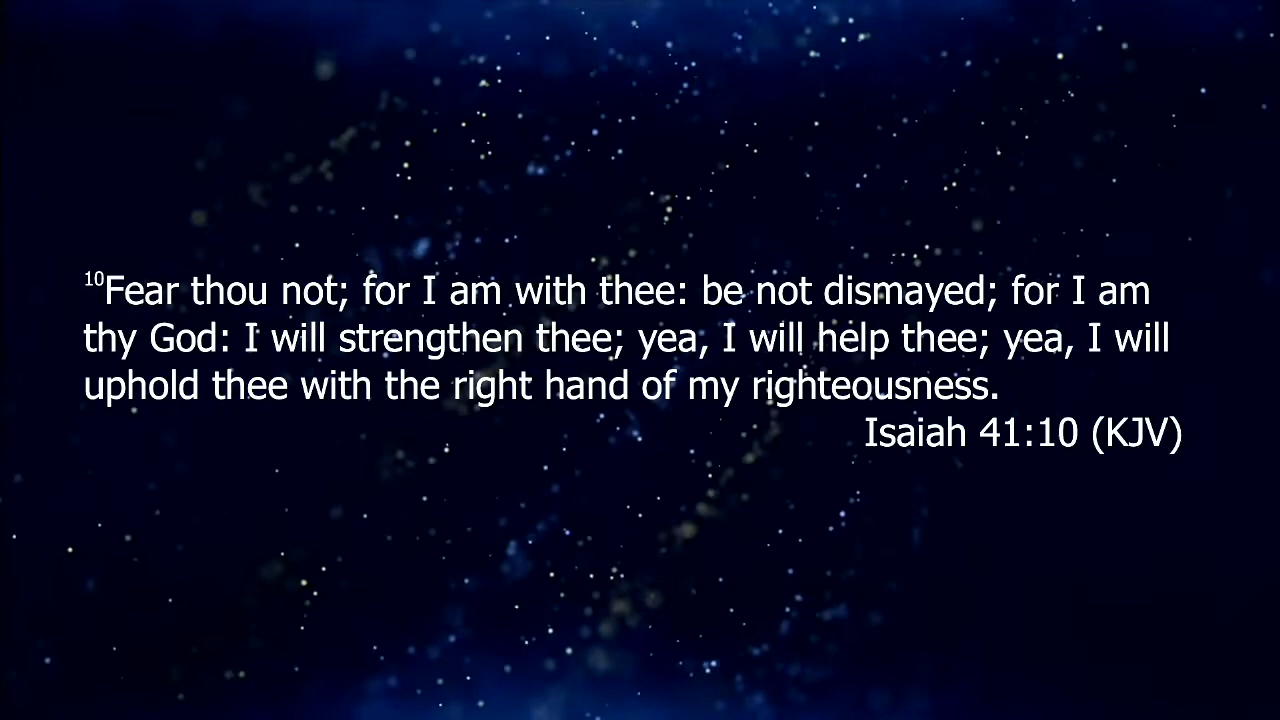 ¹⁰Fear thou not; for I am with thee: be not dismayed; for I am
thy God: I will strengthen thee; yea, I will help thee; yea, I will
uphold thee with the right hand of my righteousness.
Isaiah 41:10 (KJV)